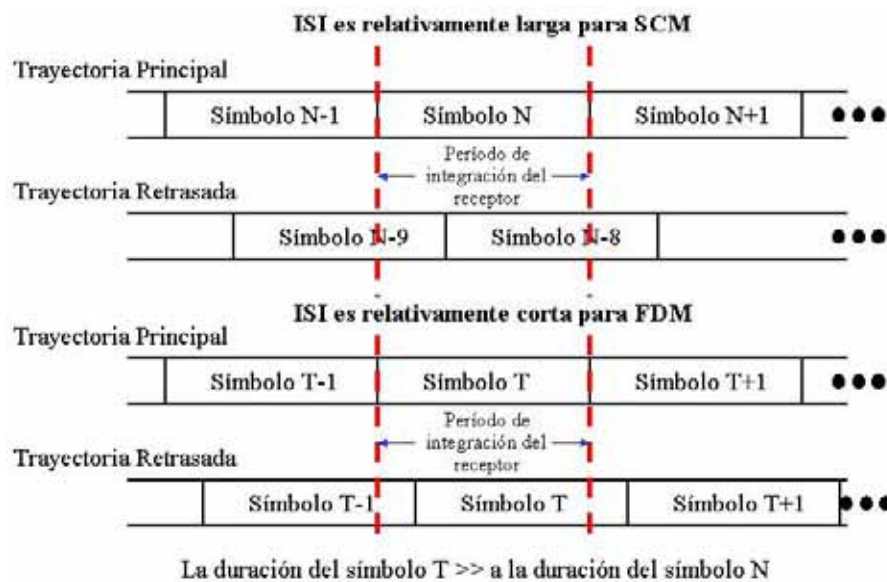 ISI es relativamente larga para SCM
Trayectoria Principal
Símbolo N-1 Símbolo N Símbolo N+1
Período de
integración del
receptor
Trayectoria Retrasada
Símbolo N-9 Símbolo N-8
ISI es relativamente corta para FDM
Trayectoria Principal
Símbolo T-1 Símbolo T Símbolo T+1
Período de
integración del
receptor
Trayectoria Retrasada
Símbolo T-1 Símbolo T Símbolo T+1
La duración del símbolo T >> a la duración del símbolo N